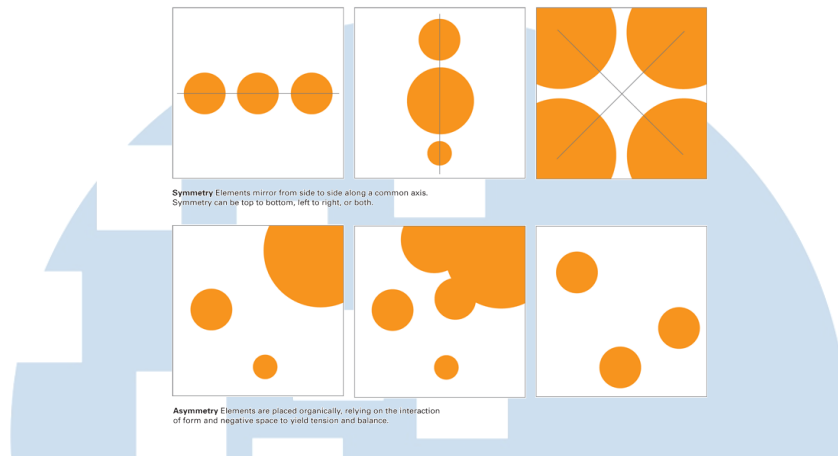 Symmetry Elements mirror from side to side along a common axis.
Symmetry can be top to bottom, left to right, or both.
Asymmetry Elements are placed organically, relying on the interaction
of form and negative space to yield tension and balance.